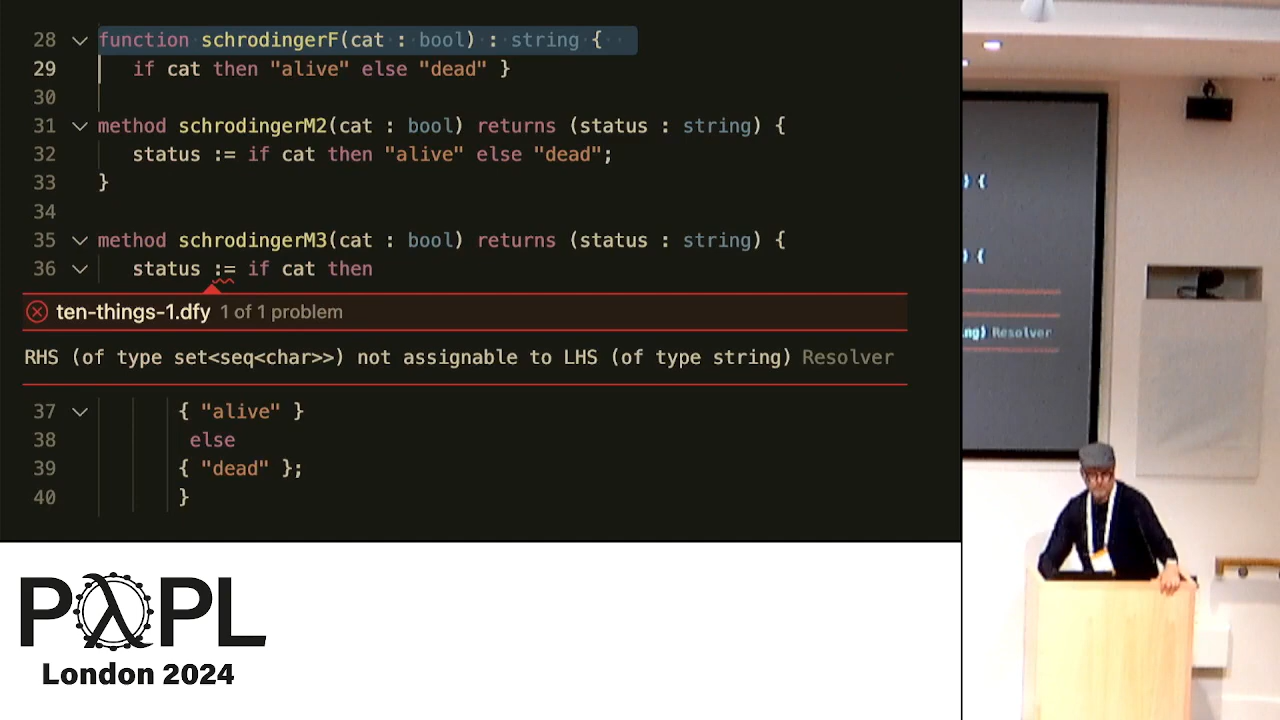 28 function schrodingerF(cat : bool) : string {
29 if cat then "alive" else "dead" }
30
31 method schrodingerM2(cat : bool) returns (status : string) {
32 status := if cat then "alive" else "dead";
33 }
34
35 method schrodingerM3(cat : bool) returns (status : string) {
36 status := if cat then
ten-things-1.dfy 1 of 1 problem
RHS (of type set<seq<char>>) not assignable to LHS (of type string) Resolver
37 { "alive" }
38 else
39 { "dead" };
40 }
) {
) {
ng) Resolver
PλPL
London 2024